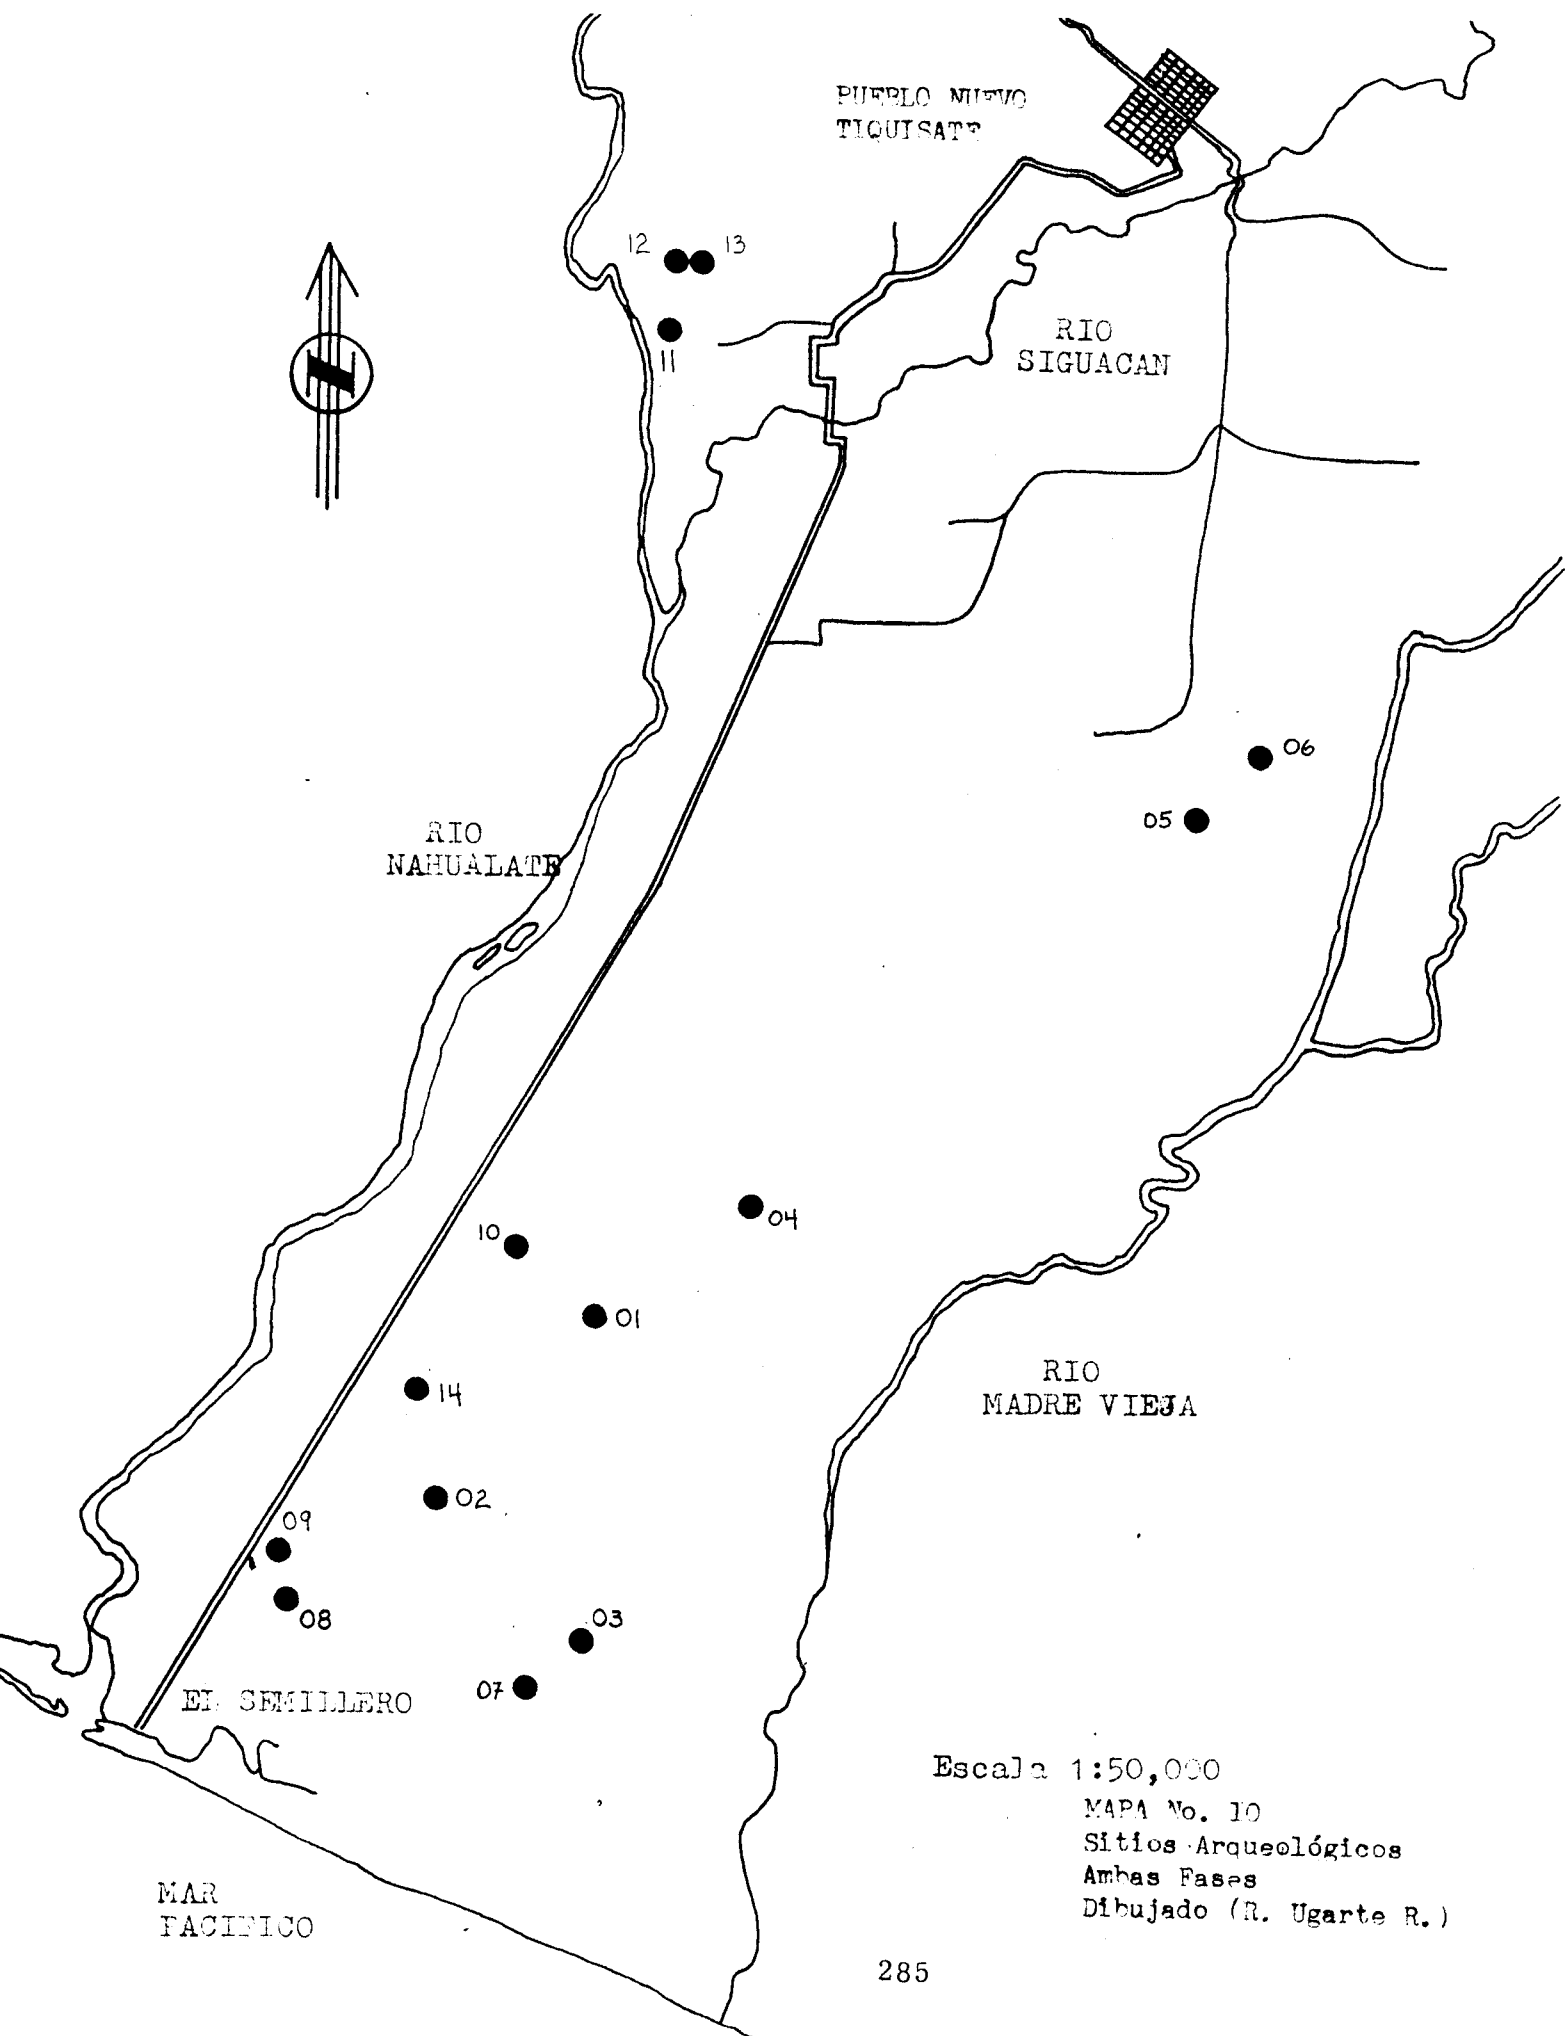 PUEBLO NUEVO
TIQUISATE
12
13
11
N
RIO
SIGUACAN
06
05
RIO
NAHUALATE
04
10
01
RIO
MADRE VIEJA
14
02
09
08
03
07
EL SEMILLERO
Escala 1:50,000
MAPA No. 10
Sitios Arqueológicos
Ambas Fases
Dibujado (R. Ugarte R.)
MAR
PACIFICO
285